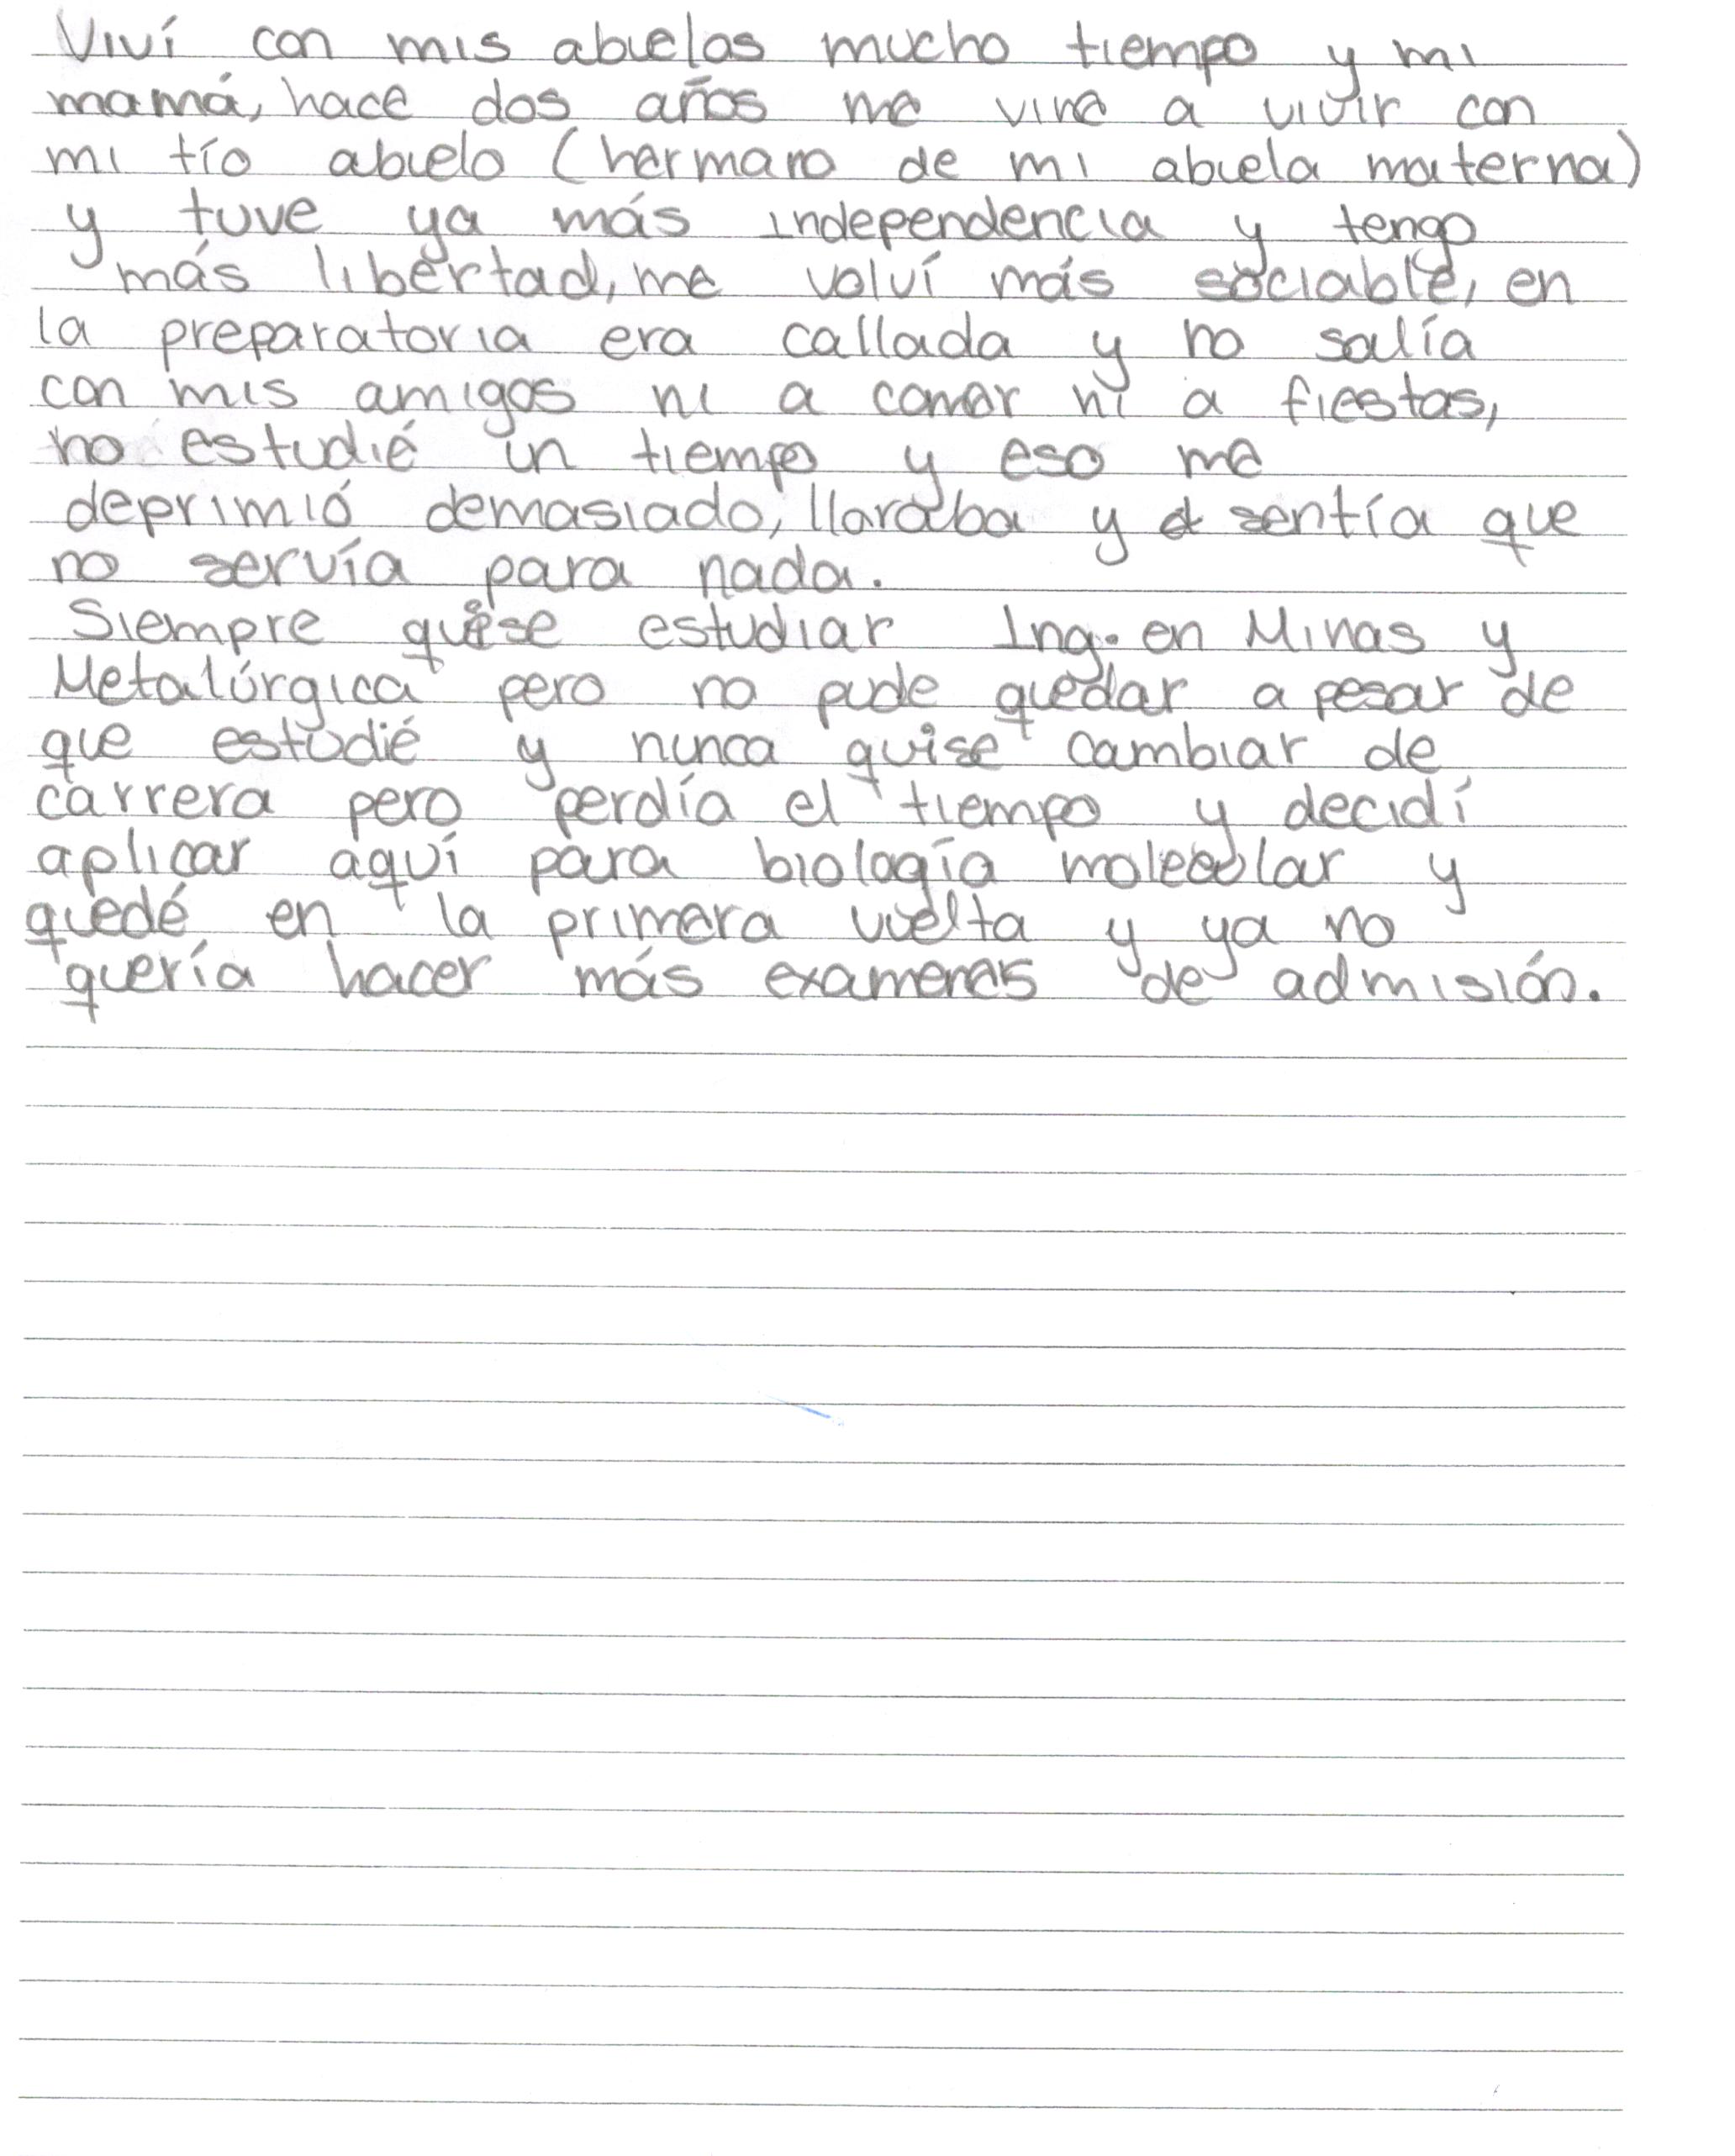 Viví con mis abuelos mucho tiempo y mi
mamá, hace dos años me vine a vivir con
mi tío abuelo (hermano de mi abuela materna)
y tuve ya más independencia y tengo
más libertad, me volví más sociable, en
la preparatoria era callada y no salía
con mis amigos ni a comer ni a fiestas,
no estudié un tiempo y eso me
deprimió demasiado, lloraba y sentía que
no servía para nada.
Siempre quise estudiar Ing. en Minas y
Metalúrgica pero no pude quedar a pesar de
que estudié y nunca quise cambiar de
carrera pero perdía el tiempo y decidí
aplicar aquí para biología molecular y
quedé en la primera vuelta y ya no
quería hacer más examenes de admisión.